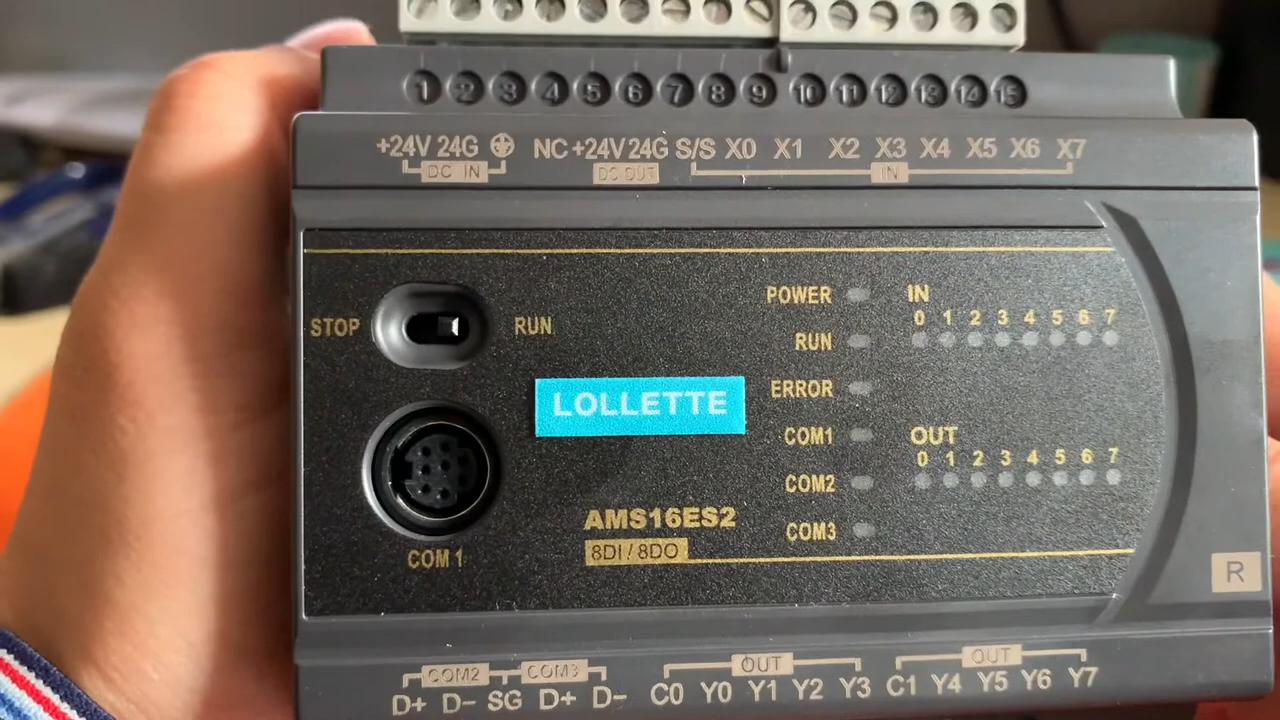 1 2 3 4 5 6 7 8 9 10 11 12 13 14 15
+24V 24G NC +24V 24G S/S X0 X1 X2 X3 X4 X5 X6 X7
DC IN DC OUT IN
STOP RUN
COM 1
LOLLETTE
AMS16ES2
8DI / 8DO
POWER
RUN
ERROR
COM1
COM2
COM3
IN
0 1 2 3 4 5 6 7
OUT
0 1 2 3 4 5 6 7
R
COM2 COM3 OUT OUT
D+ D- SG D+ D- C0 Y0 Y1 Y2 Y3 C1 Y4 Y5 Y6 Y7